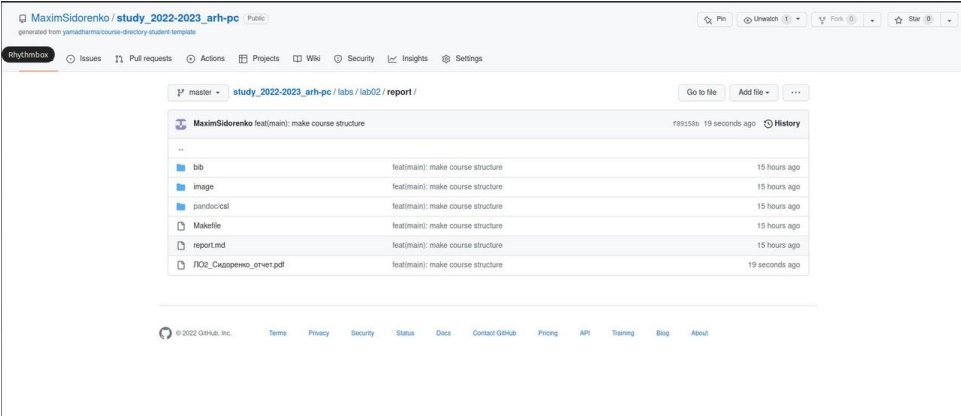 MaximSidorenko / study_2022-2023_arh-pc Public Pin Unwatch 1 Fork 0 Star 0
generated from yamadharma/course-directory-student-template
Rhythmbox Issues Pull requests Actions Projects Wiki Security Insights Settings
master study_2022-2023_arh-pc / labs / lab02 / report / Go to file Add file ...
MaximSidorenko feat(main): make course structure f89158b 19 seconds ago History
..
bib feat(main): make course structure 15 hours ago
image feat(main): make course structure 15 hours ago
pandoc/csl feat(main): make course structure 15 hours ago
Makefile feat(main): make course structure 15 hours ago
report.md feat(main): make course structure 15 hours ago
ЛО2_Сидоренко_отчет.pdf feat(main): make course structure 19 seconds ago
© 2022 GitHub, Inc. Terms Privacy Security Status Docs Contact GitHub Pricing API Training Blog About